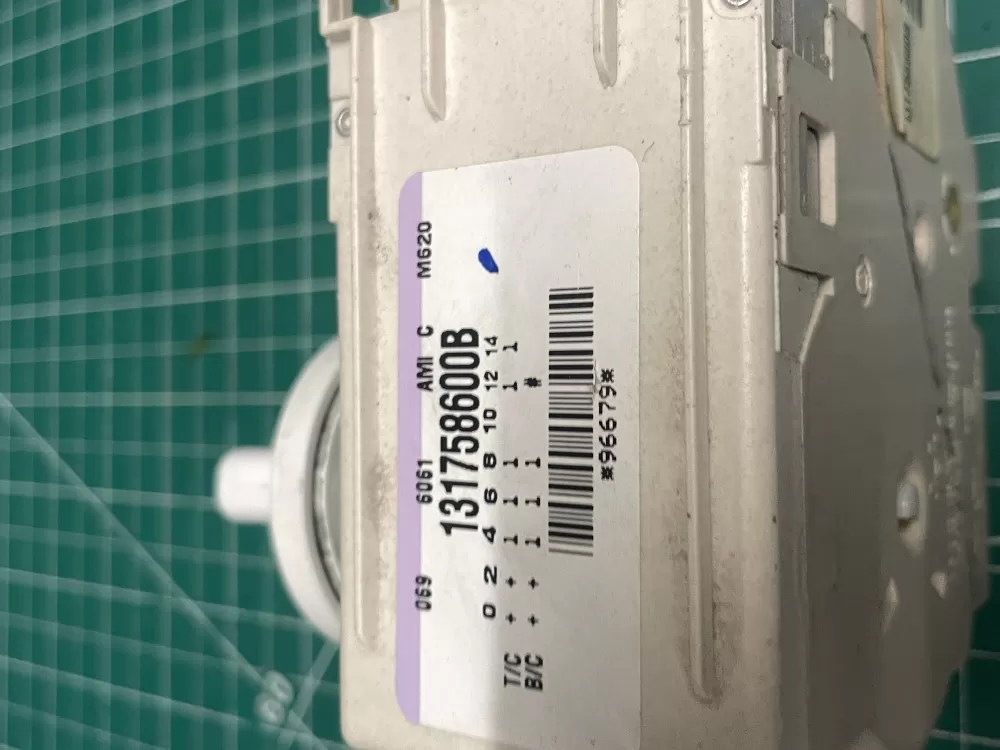 069 6061 AMI C M620
131758600B
0 2 4 6 8 10 12 14
T/C + + 1 1 1 1 1
B/C + + 1 1 1 #
*96679*